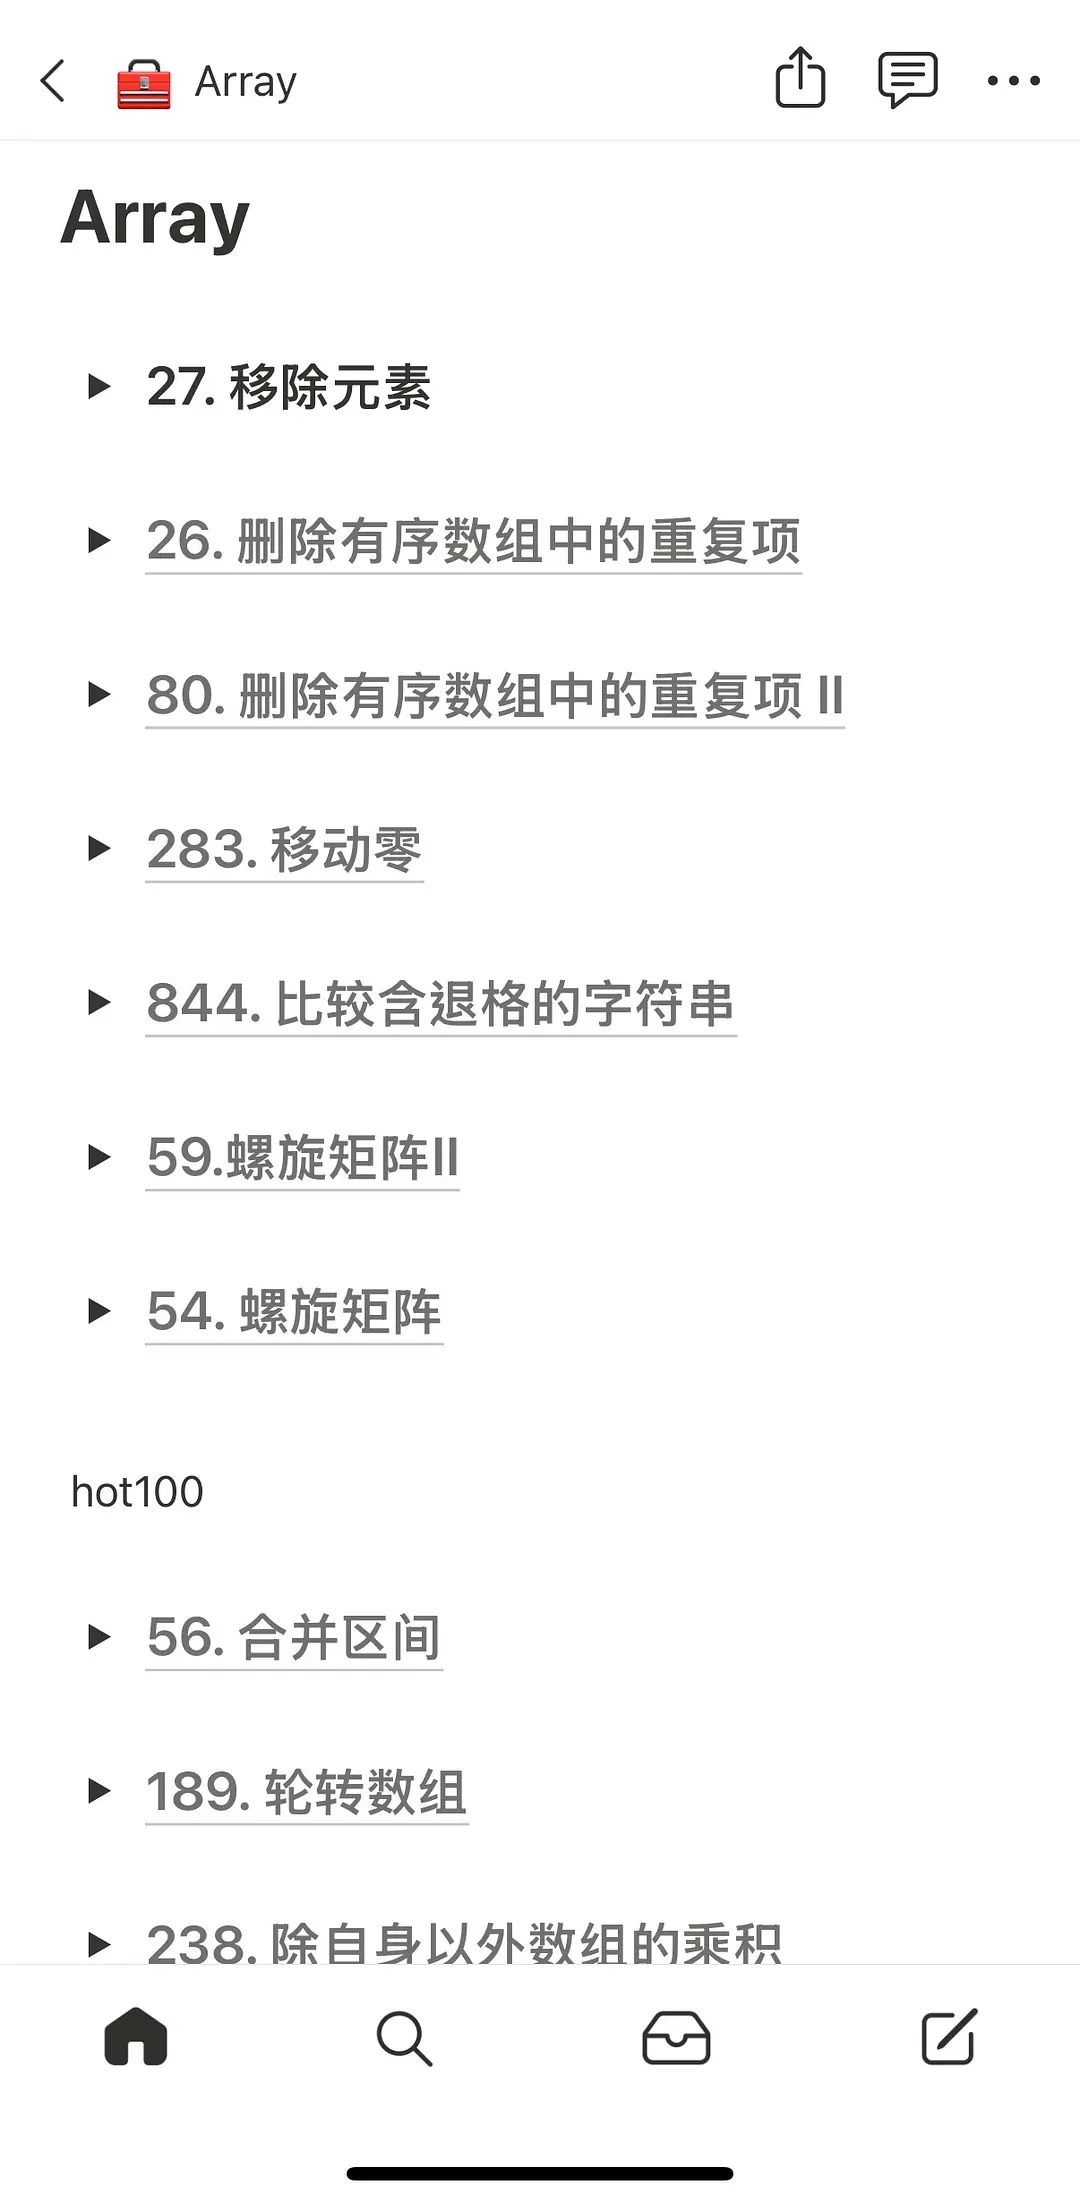 Array
Array
27. 移除元素
26. 删除有序数组中的重复项
80. 删除有序数组中的重复项 II
283. 移动零
844. 比较含退格的字符串
59.螺旋矩阵II
54. 螺旋矩阵
hot100
56. 合并区间
189. 轮转数组
238. 除自身以外数组的乘积